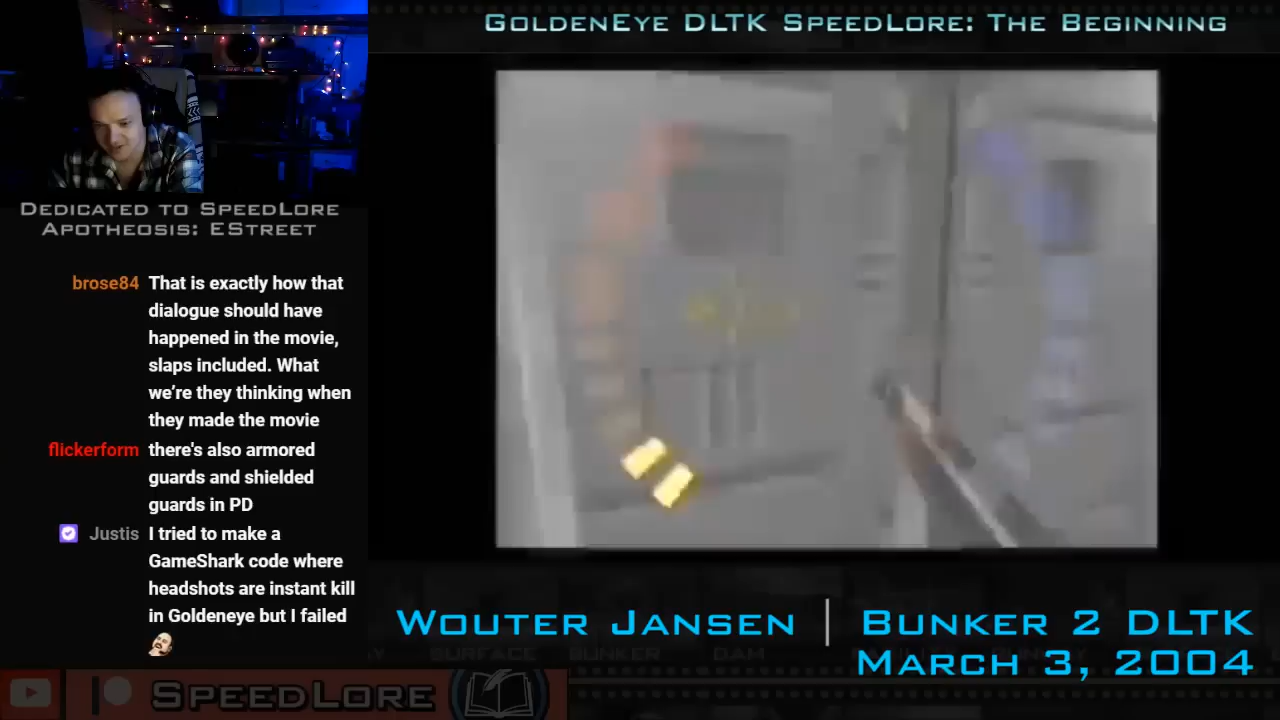 GoldenEye DLTK SpeedLore: The Beginning
Dedicated to SpeedLore
Apotheosis: EStreet
brose84 That is exactly how that
dialogue should have
happened in the movie,
slaps included. What
we're they thinking when
they made the movie
flickerform there's also armored
guards and shielded
guards in PD
Justis I tried to make a
GameShark code where
headshots are instant kill
in Goldeneye but I failed
Wouter Jansen | Bunker 2 DLTK
March 3, 2004
Surface Bunker Dam
SpeedLore